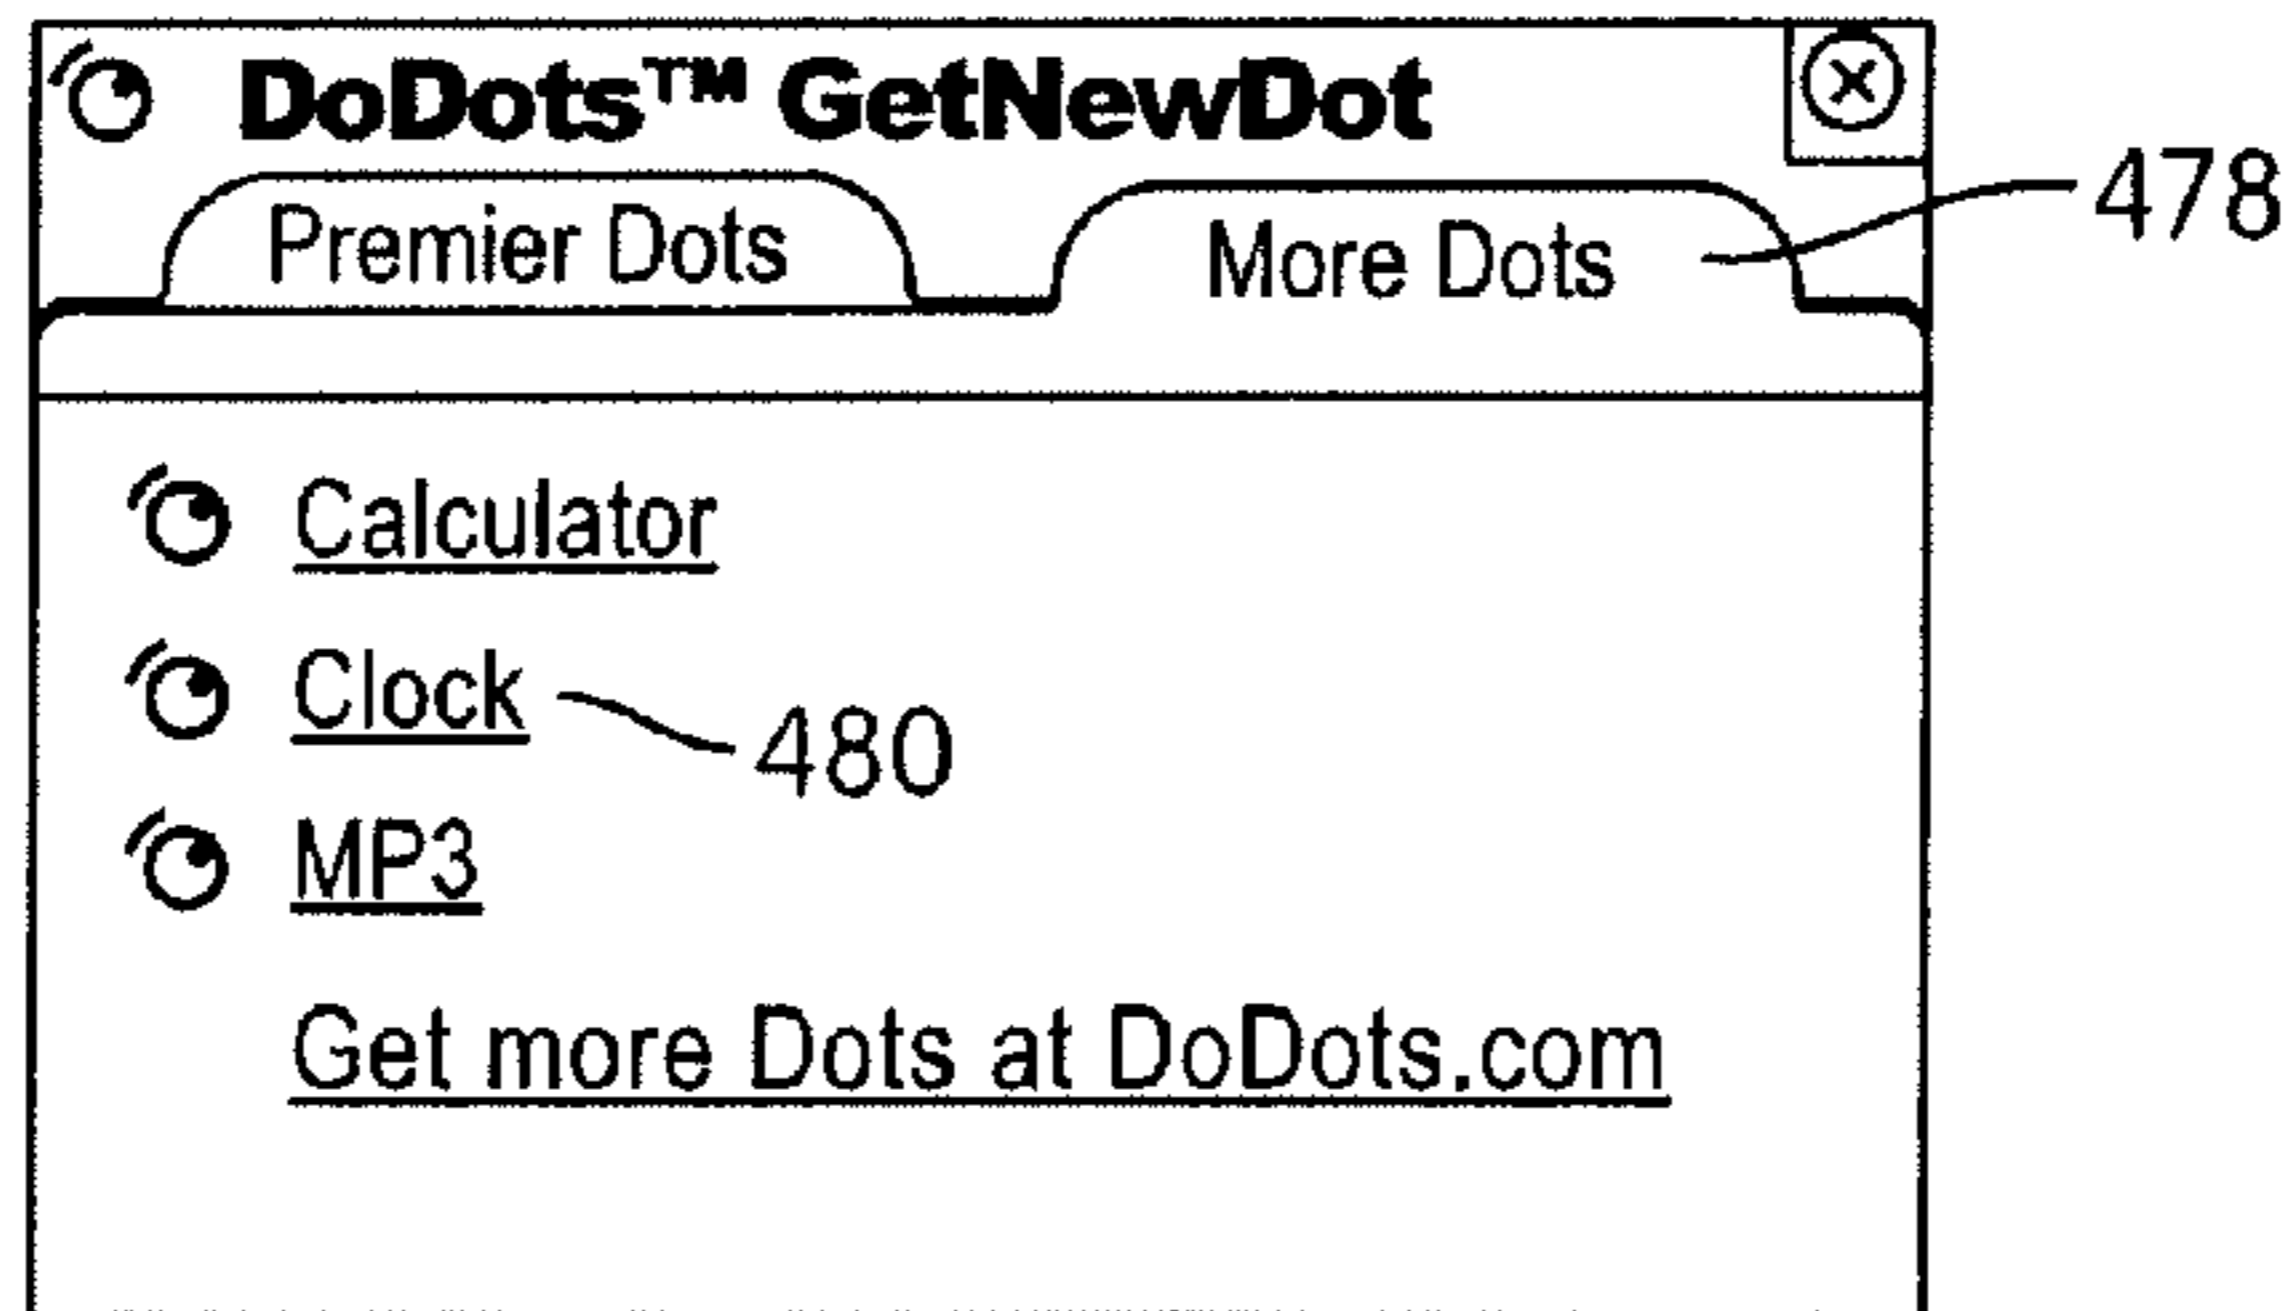 DoDots™ GetNewDot
Premier Dots More Dots 478
Calculator
Clock 480
MP3
Get more Dots at DoDots.com